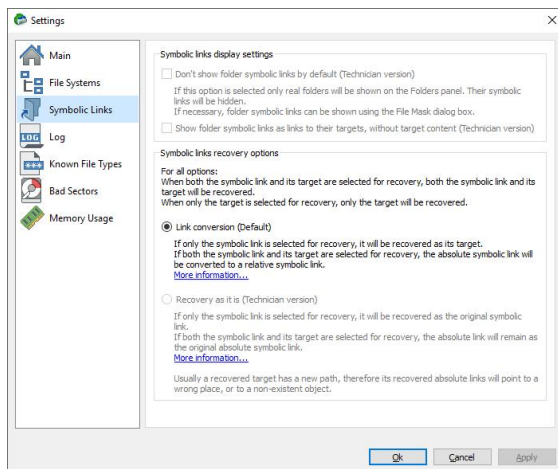 Settings
Main
File Systems
Symbolic Links
LOG
Log
Known File Types
Bad Sectors
Memory Usage
Symbolic links display settings
Don't show folder symbolic links by default (Technician version)
If this option is selected only real folders will be shown on the Folders panel. Their symbolic
links will be hidden.
If necessary, folder symbolic links can be shown using the File Mask dialog box.
Show folder symbolic links as links to their targets, without target content (Technician version)
Symbolic links recovery options
For all options:
When both the symbolic link and its target are selected for recovery, both the symbolic link and its
target will be recovered.
When only the target is selected for recovery, only the target will be recovered.
Link conversion (Default)
If only the symbolic link is selected for recovery, it will be recovered as its target.
If both the symbolic link and its target are selected for recovery, the absolute symbolic link will
be converted to a relative symbolic link.
More information...
Recovery as it is (Technician version)
If only the symbolic link is selected for recovery, it will be recovered as the original symbolic
link.
If both the symbolic link and its target are selected for recovery, the absolute link will remain as
the original absolute symbolic link.
More information...
Usually a recovered target has a new path, therefore its recovered absolute links will point to a
wrong place, or to a non-existent object.
Ok
Cancel
Apply